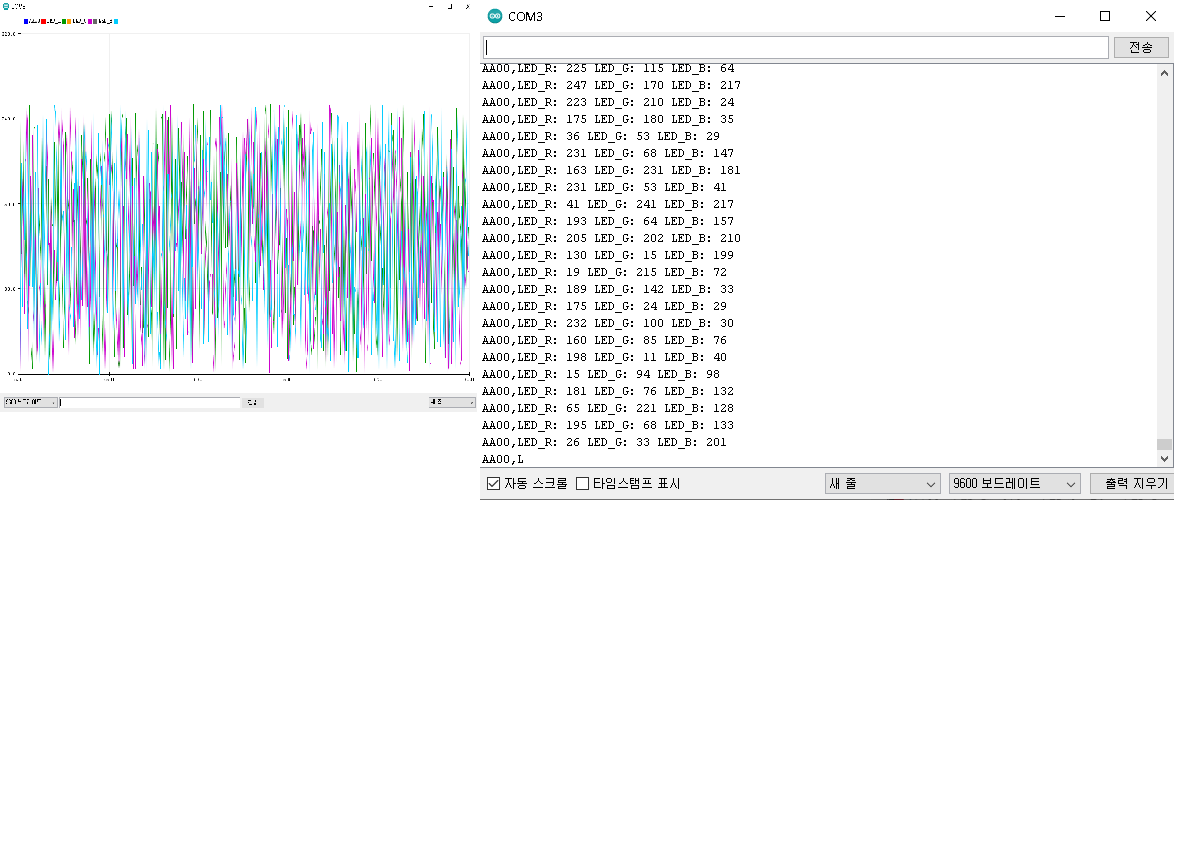 COM3
전송
AA00,LED_R: 225 LED_G: 115 LED_B: 64
AA00,LED_R: 247 LED_G: 170 LED_B: 217
AA00,LED_R: 223 LED_G: 210 LED_B: 24
AA00,LED_R: 175 LED_G: 180 LED_B: 35
AA00,LED_R: 36 LED_G: 53 LED_B: 29
AA00,LED_R: 231 LED_G: 68 LED_B: 147
AA00,LED_R: 163 LED_G: 231 LED_B: 181
AA00,LED_R: 231 LED_G: 53 LED_B: 41
AA00,LED_R: 41 LED_G: 241 LED_B: 217
AA00,LED_R: 193 LED_G: 64 LED_B: 157
AA00,LED_R: 205 LED_G: 202 LED_B: 210
AA00,LED_R: 130 LED_G: 15 LED_B: 199
AA00,LED_R: 19 LED_G: 215 LED_B: 72
AA00,LED_R: 189 LED_G: 142 LED_B: 33
AA00,LED_R: 175 LED_G: 24 LED_B: 29
AA00,LED_R: 232 LED_G: 100 LED_B: 30
AA00,LED_R: 160 LED_G: 85 LED_B: 76
AA00,LED_R: 198 LED_G: 11 LED_B: 40
AA00,LED_R: 15 LED_G: 94 LED_B: 98
AA00,LED_R: 181 LED_G: 76 LED_B: 132
AA00,LED_R: 65 LED_G: 221 LED_B: 128
AA00,LED_R: 195 LED_G: 68 LED_B: 133
AA00,LED_R: 26 LED_G: 33 LED_B: 201
AA00,L
자동 스크롤 타임스탬프 표시 새 줄 9600 보드레이트 출력 지우기